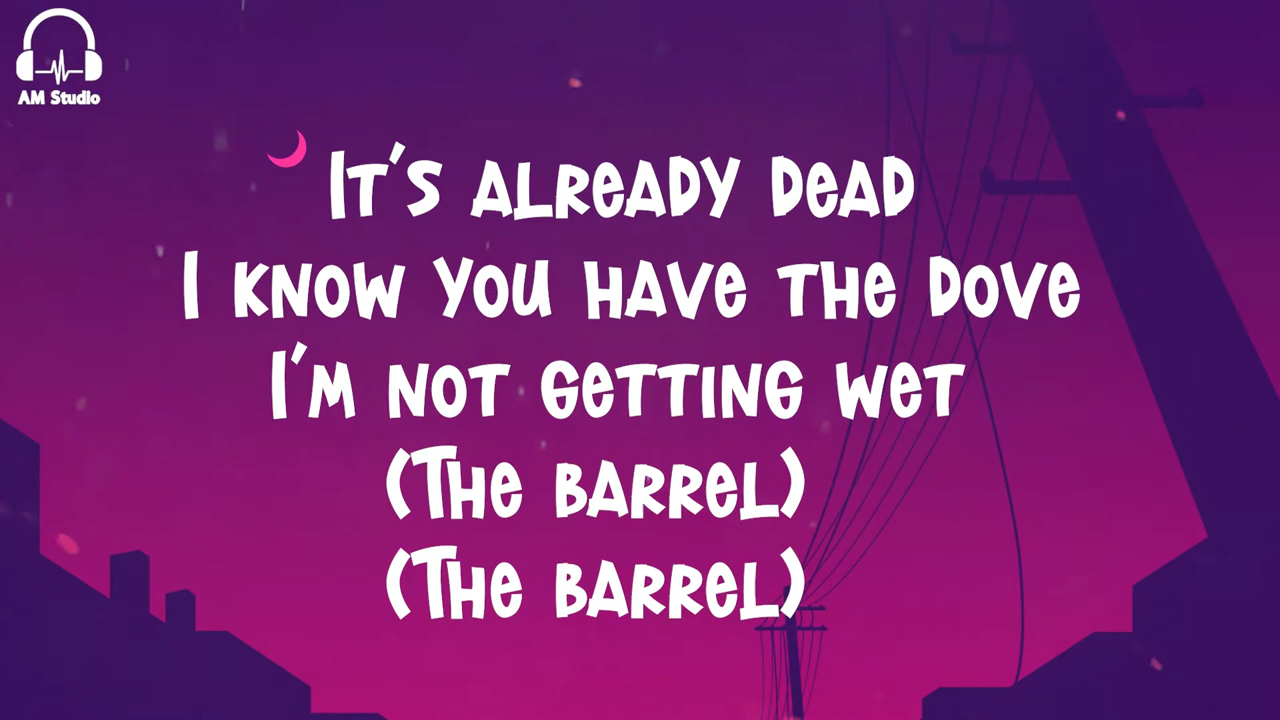 AM Studio
It's already dead
I know you have the dove
I'm not getting wet
(The barrel)
(The barrel)